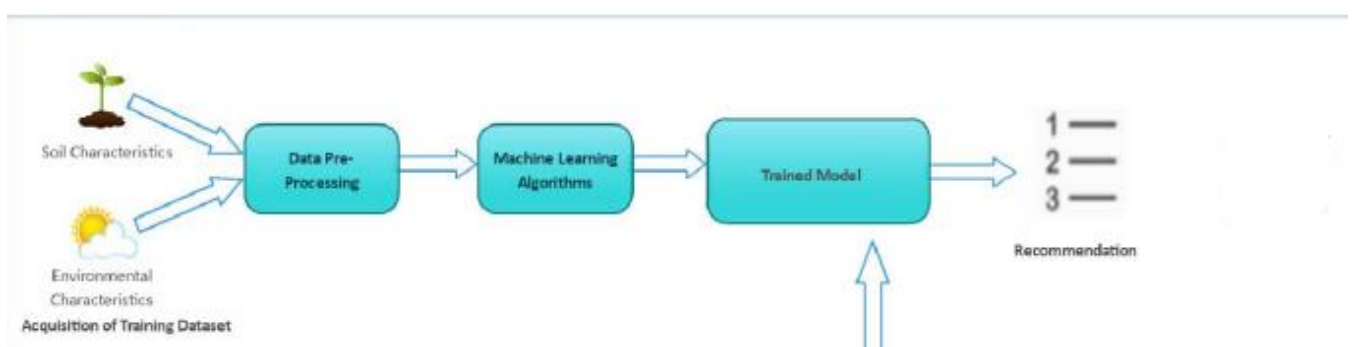 Soil Characteristics
Environmental
Characteristics
Acquisition of Training Dataset
Data Pre-
Processing
Machine Learning
Algorithms
Trained Model
1
2
3
Recommendation